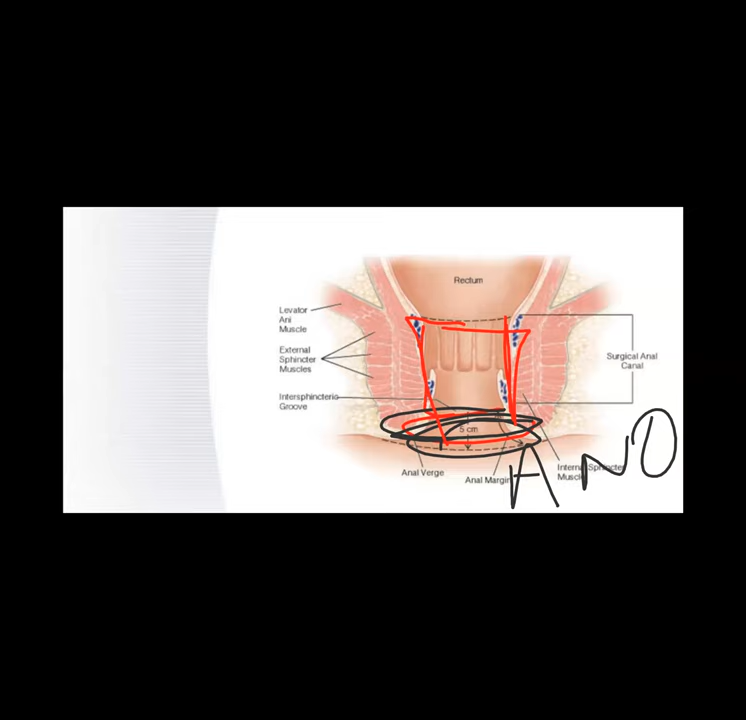 Rectum
Levator
Ani
Muscle
External
Sphincter
Muscles
Surgical Anal
Canal
Intersphincteric
Groove
5 cm
Anal Verge
Anal Margin
Internal Sphincter
Muscle
ANO